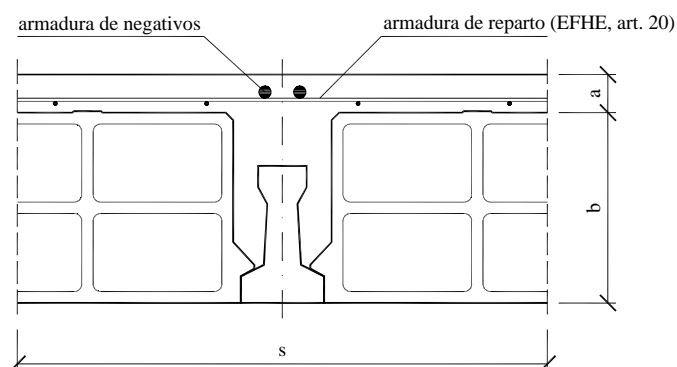 armadura de negativos
armadura de reparto (EFHE, art. 20)
a
b
s